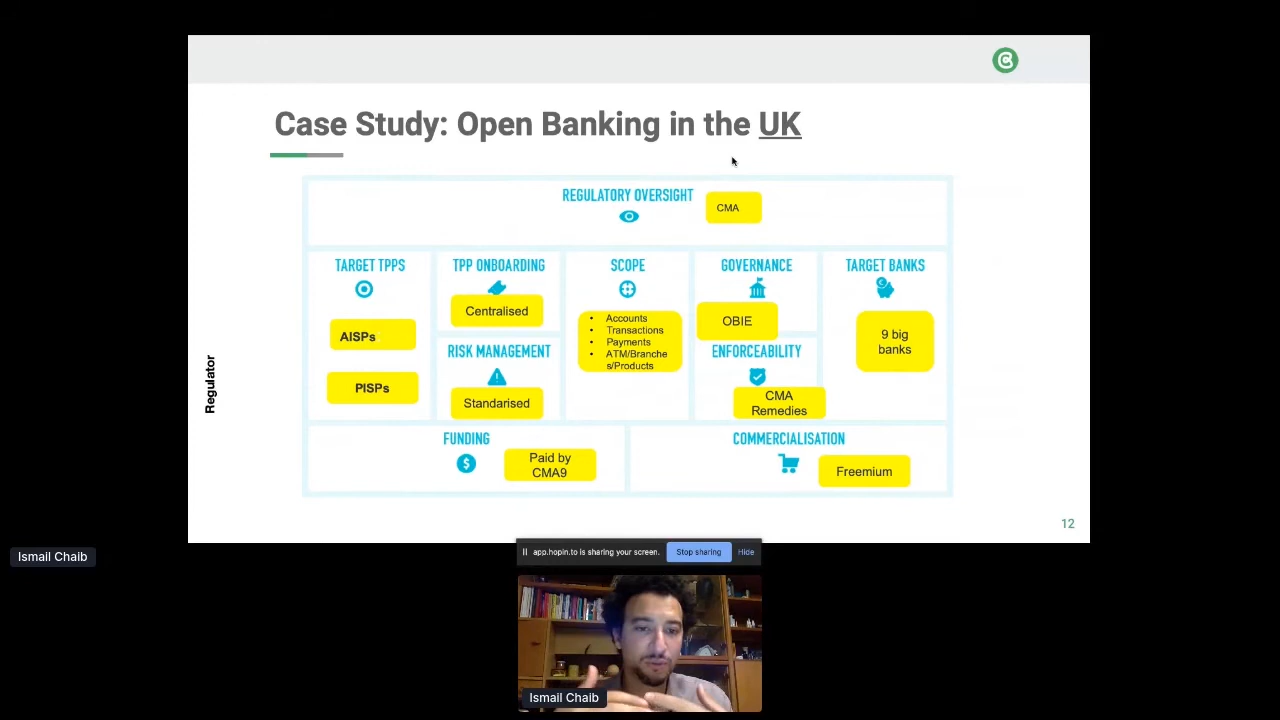 Case Study: Open Banking in the UK
REGULATORY OVERSIGHT
CMA
TARGET TPPS
AISPs
PISPs
TPP ONBOARDING
Centralised
RISK MANAGEMENT
Standarised
SCOPE
• Accounts
• Transactions
• Payments
• ATM/Branche
s/Products
GOVERNANCE
OBIE
ENFORCEABILITY
CMA
Remedies
TARGET BANKS
9 big
banks
Regulator
FUNDING
Paid by
CMA9
COMMERCIALISATION
Freemium
12
Ismail Chaib
app.hopin.to is sharing your screen.
Stop sharing
Hide
Ismail Chaib